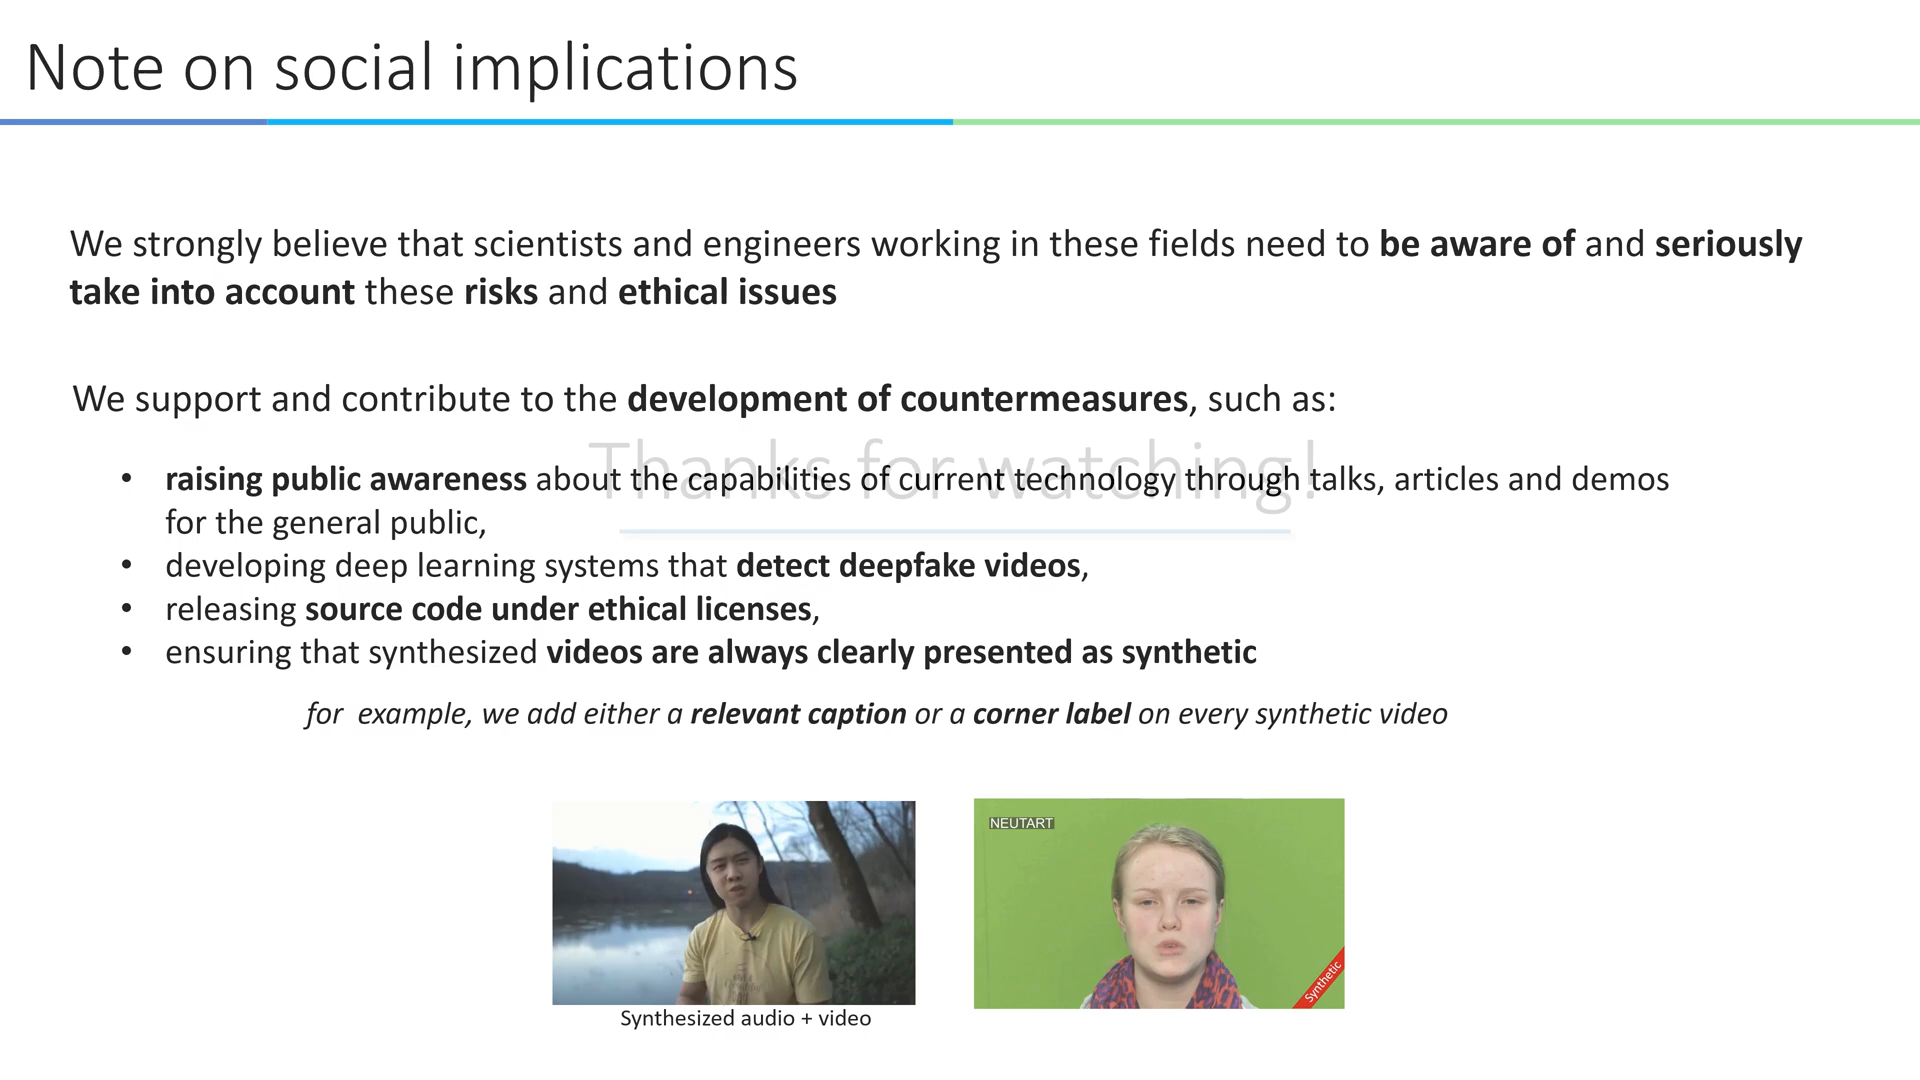 Note on social implications
We strongly believe that scientists and engineers working in these fields need to be aware of and seriously
take into account these risks and ethical issues
We support and contribute to the development of countermeasures, such as:
Thanks for watching!
• raising public awareness about the capabilities of current technology through talks, articles and demos
for the general public,
• developing deep learning systems that detect deepfake videos,
• releasing source code under ethical licenses,
• ensuring that synthesized videos are always clearly presented as synthetic
for example, we add either a relevant caption or a corner label on every synthetic video
NEUTART
Synthetic
Synthesized audio + video